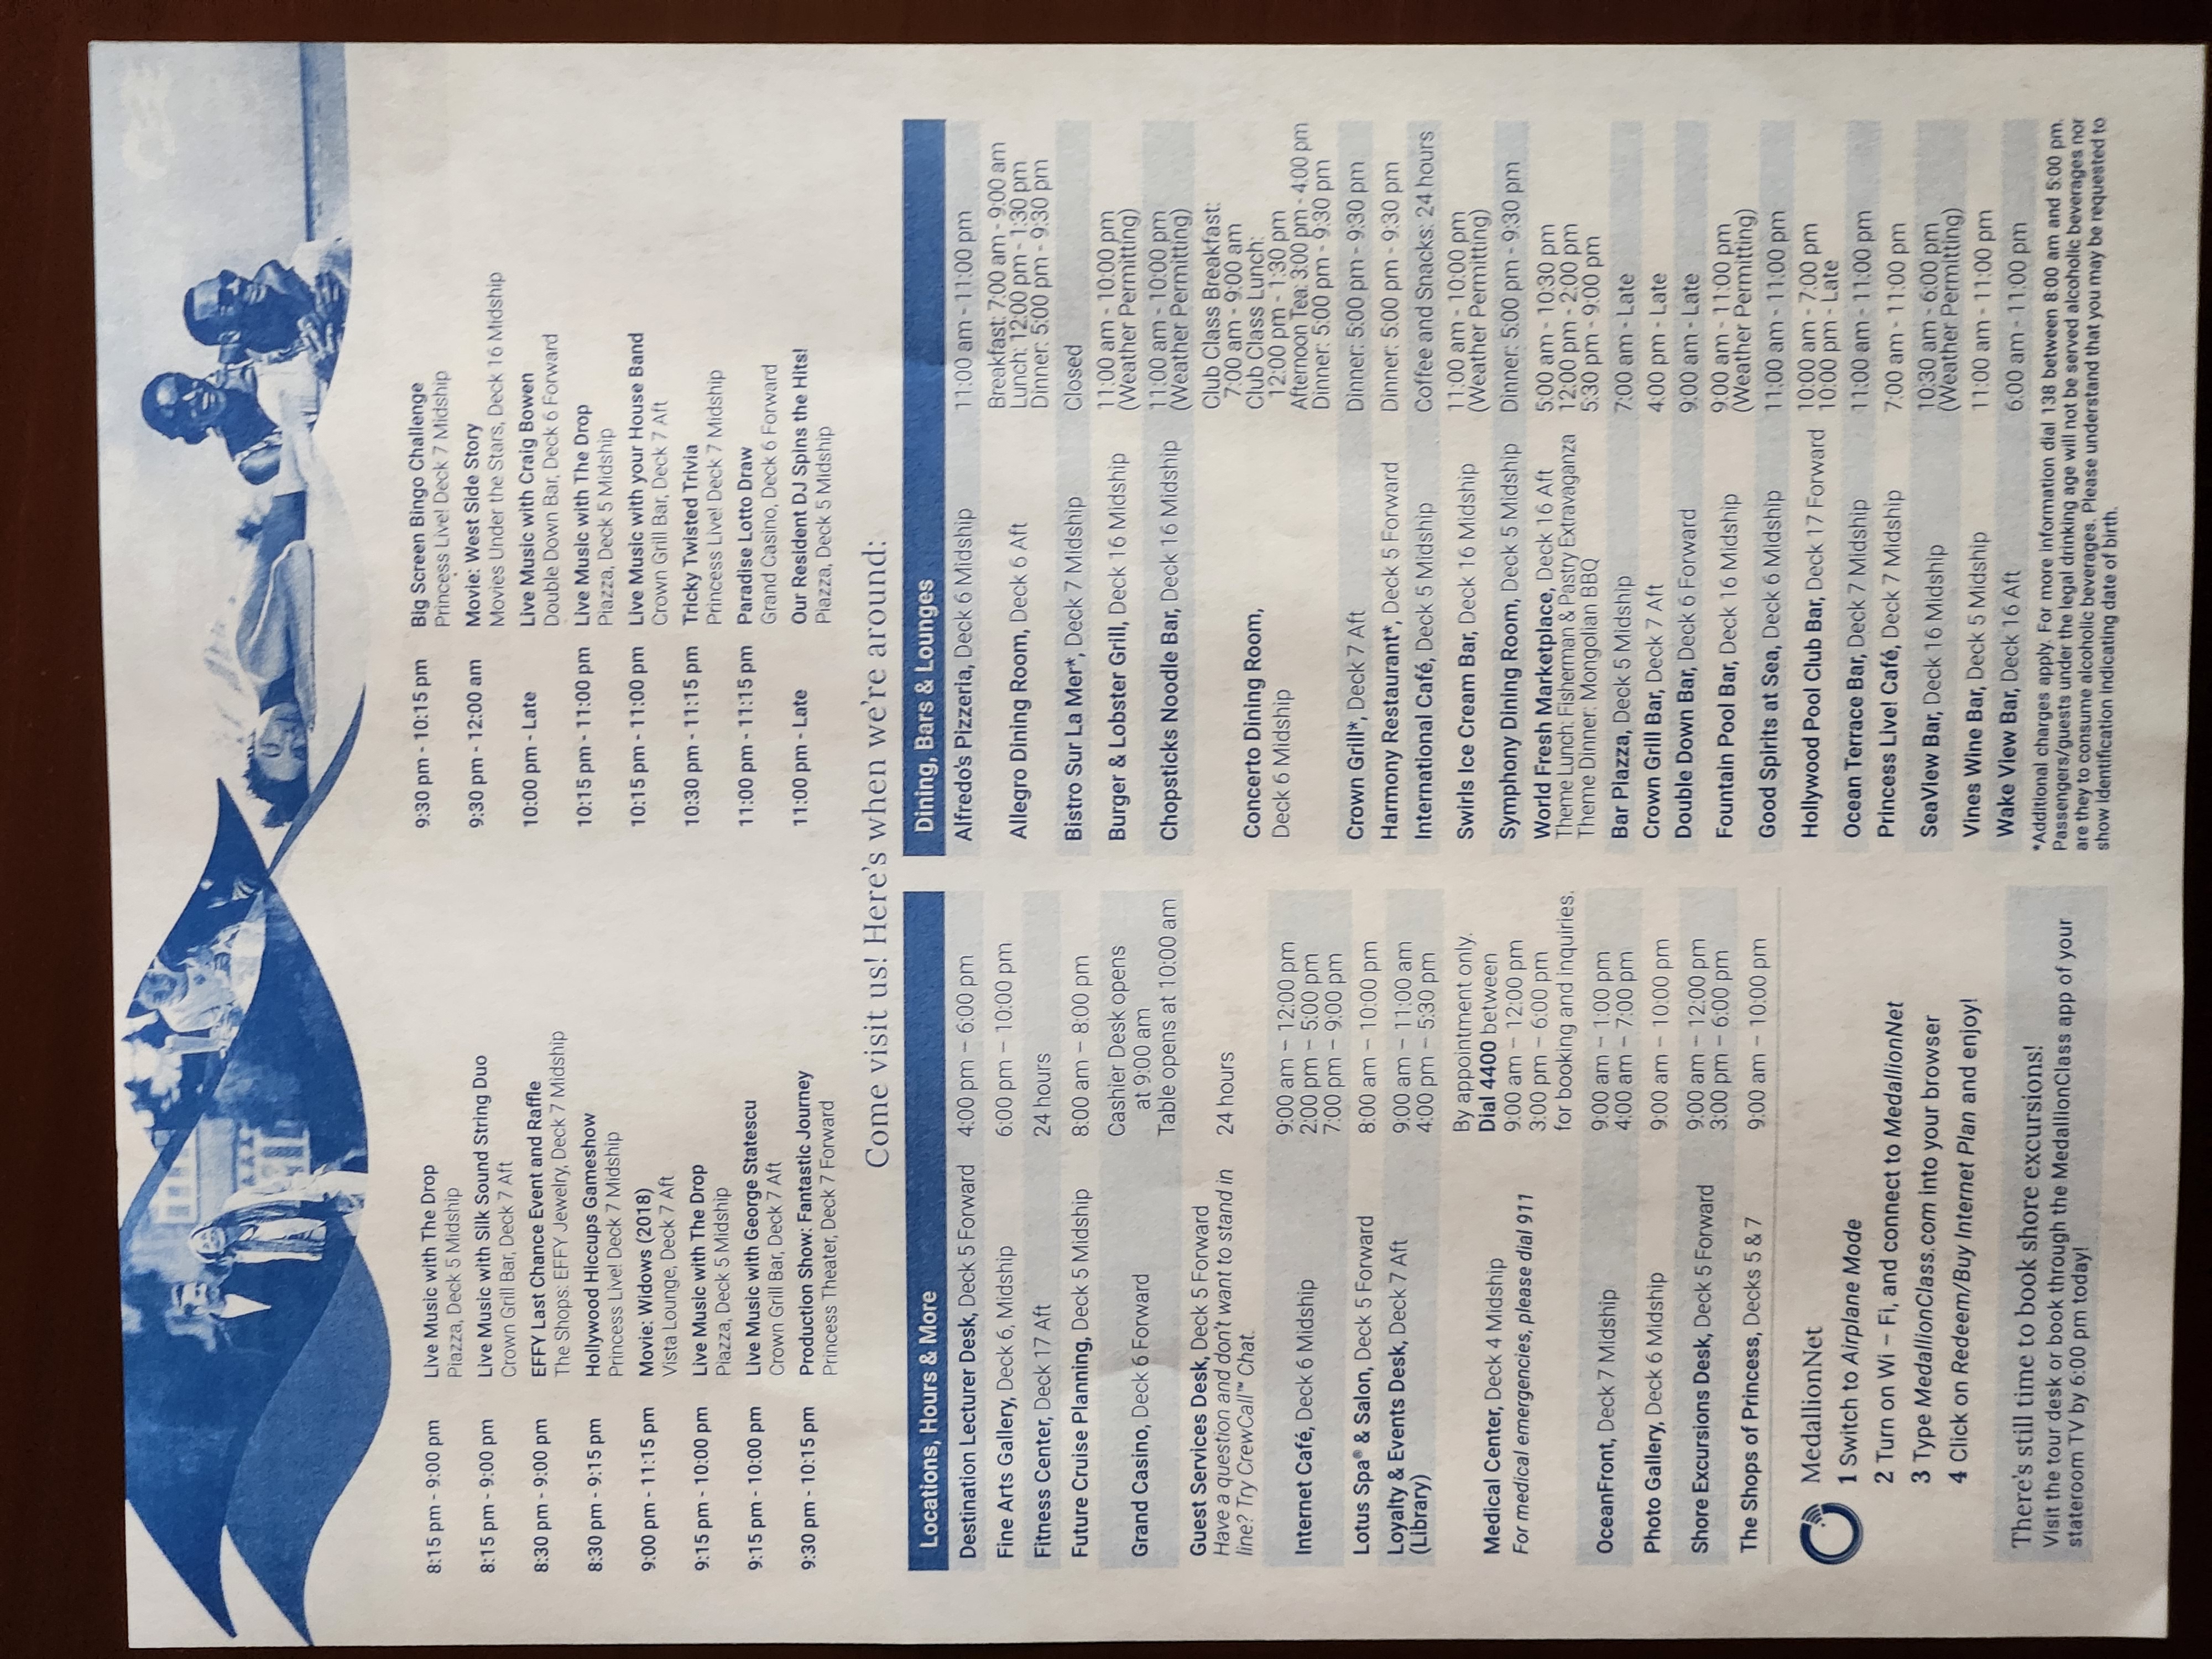 8:15 pm - 9:00 pm Live Music with The Drop
Piazza, Deck 5 Midship
8:15 pm - 9:00 pm Live Music with Silk Sound String Duo
Crown Grill Bar, Deck 7 Aft
8:30 pm - 9:00 pm EFFY Last Chance Event and Raffle
The Shops: EFFY Jewelry, Deck 7 Midship
8:30 pm - 9:15 pm Hollywood Hiccups Gameshow
Princess Live! Deck 7 Midship
9:00 pm - 11:15 pm Movie: Widows (2018)
Vista Lounge, Deck 7 Aft
9:15 pm - 10:00 pm Live Music with The Drop
Piazza, Deck 5 Midship
9:15 pm - 10:00 pm Live Music with George Statescu
Crown Grill Bar, Deck 7 Aft
9:30 pm - 10:15 pm Production Show: Fantastic Journey
Princess Theater, Deck 7 Forward
9:30 pm - 10:15 pm Big Screen Bingo Challenge
Princess Live! Deck 7 Midship
9:30 pm - 12:00 am Movie: West Side Story
Movies Under the Stars, Deck 16 Midship
10:00 pm - Late Live Music with Craig Bowen
Double Down Bar, Deck 6 Forward
10:15 pm - 11:00 pm Live Music with The Drop
Piazza, Deck 5 Midship
10:15 pm - 11:00 pm Live Music with your House Band
Crown Grill Bar, Deck 7 Aft
10:30 pm - 11:15 pm Tricky Twisted Trivia
Princess Live! Deck 7 Midship
11:00 pm - 11:15 pm Paradise Lotto Draw
Grand Casino, Deck 6 Forward
11:00 pm - Late Our Resident DJ Spins the Hits!
Piazza, Deck 5 Midship
Come visit us! Here's when we're around:
Locations, Hours & More
Destination Lecturer Desk, Deck 5 Forward 4:00 pm – 6:00 pm
Fine Arts Gallery, Deck 6, Midship 6:00 pm – 10:00 pm
Fitness Center, Deck 17 Aft 24 hours
Future Cruise Planning, Deck 5 Midship 8:00 am – 8:00 pm
Grand Casino, Deck 6 Forward Cashier Desk opens
at 9:00 am
Table opens at 10:00 am
Guest Services Desk, Deck 5 Forward 24 hours
Have a question and don't want to stand in
line? Try CrewCall™ Chat.
Internet Café, Deck 6 Midship 9:00 am – 12:00 pm
2:00 pm – 5:00 pm
7:00 pm – 9:00 pm
Lotus Spa® & Salon, Deck 5 Forward 8:00 am – 10:00 pm
Loyalty & Events Desk, Deck 7 Aft 9:00 am – 11:00 am
(Library) 4:00 pm – 5:30 pm
Medical Center, Deck 4 Midship By appointment only.
For medical emergencies, please dial 911 Dial 4400 between
9:00 am – 12:00 pm
3:00 pm – 6:00 pm
for booking and inquiries.
OceanFront, Deck 7 Midship 9:00 am – 1:00 pm
4:00 pm – 7:00 pm
Photo Gallery, Deck 6 Midship 9:00 am – 10:00 pm
Shore Excursions Desk, Deck 5 Forward 9:00 am – 12:00 pm
3:00 pm – 6:00 pm
The Shops of Princess, Decks 5 & 7 9:00 am – 10:00 pm
MedallionNet
1 Switch to Airplane Mode
2 Turn on Wi – Fi, and connect to MedallionNet
3 Type MedallionClass.com into your browser
4 Click on Redeem/Buy Internet Plan and enjoy!
There's still time to book shore excursions!
Visit the tour desk or book through the MedallionClass app of your
stateroom TV by 6:00 pm today!
Dining, Bars & Lounges
Alfredo's Pizzeria, Deck 6 Midship 11:00 am - 11:00 pm
Allegro Dining Room, Deck 6 Aft Breakfast: 7:00 am - 9:00 am
Lunch: 12:00 pm - 1:30 pm
Dinner: 5:00 pm - 9:30 pm
Bistro Sur La Mer*, Deck 7 Midship Closed
Burger & Lobster Grill, Deck 16 Midship 11:00 am - 10:00 pm
(Weather Permitting)
Chopsticks Noodle Bar, Deck 16 Midship 11:00 am - 10:00 pm
(Weather Permitting)
Concerto Dining Room,
Deck 6 Midship
Club Class Breakfast:
7:00 am - 9:00 am
Club Class Lunch:
12:00 pm - 1:30 pm
Afternoon Tea: 3:00 pm - 4:00 pm
Dinner: 5:00 pm - 9:30 pm
Crown Grill*, Deck 7 Aft Dinner: 5:00 pm - 9:30 pm
Harmony Restaurant*, Deck 5 Forward Dinner: 5:00 pm - 9:30 pm
International Café, Deck 5 Midship Coffee and Snacks: 24 hours
Swirls Ice Cream Bar, Deck 16 Midship 11:00 am - 10:00 pm
(Weather Permitting)
Symphony Dining Room, Deck 5 Midship Dinner: 5:00 pm - 9:30 pm
World Fresh Marketplace, Deck 16 Aft 5:00 am - 10:30 pm
Theme Lunch: Fisherman & Pastry Extravaganza 12:00 pm - 2:00 pm
Theme Dinner: Mongolian BBQ 5:30 pm - 9:00 pm
Bar Piazza, Deck 5 Midship 7:00 am - Late
Crown Grill Bar, Deck 7 Aft 4:00 pm - Late
Double Down Bar, Deck 6 Forward 9:00 am - Late
Fountain Pool Bar, Deck 16 Midship 9:00 am - 11:00 pm
(Weather Permitting)
Good Spirits at Sea, Deck 6 Midship 11:00 am - 11:00 pm
Hollywood Pool Club Bar, Deck 17 Forward 10:00 am - 7:00 pm
10:00 pm - Late
Ocean Terrace Bar, Deck 7 Midship 11:00 am - 11:00 pm
Princess Live! Café, Deck 7 Midship 7:00 am - 11:00 pm
SeaView Bar, Deck 16 Midship 10:30 am - 6:00 pm
(Weather Permitting)
Vines Wine Bar, Deck 5 Midship 11:00 am - 11:00 pm
Wake View Bar, Deck 16 Aft 6:00 am - 11:00 pm
*Additional charges apply. For more information dial 138 between 8:00 am and 5:00 pm.
Passengers/guests under the legal drinking age will not be served alcoholic beverages nor
are they to consume alcoholic beverages. Please understand that you may be requested to
show identification indicating date of birth.